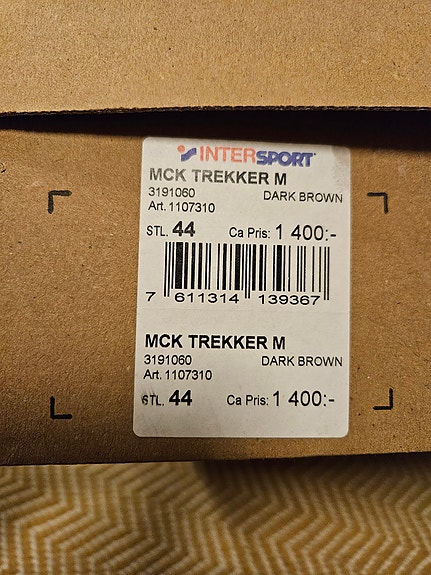 INTERSPORT
MCK TREKKER M
3191060 DARK BROWN
Art. 1107310
STL. 44 Ca Pris: 1 400:-
7 611314 139367
MCK TREKKER M
3191060 DARK BROWN
Art. 1107310
STL. 44 Ca Pris: 1 400:-